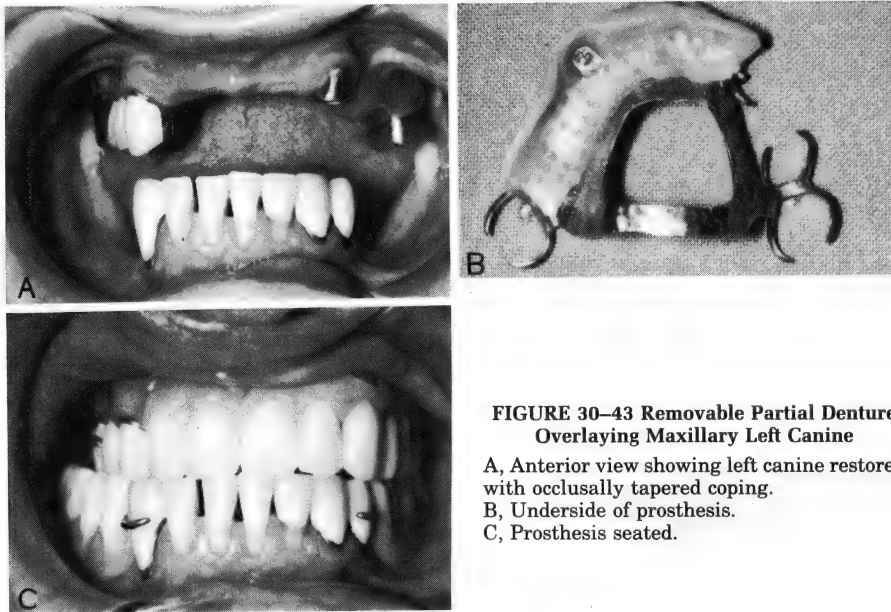 A
B
C
FIGURE 30–43 Removable Partial Denture
Overlaying Maxillary Left Canine
A, Anterior view showing left canine restore
with occlusally tapered coping.
B, Underside of prosthesis.
C, Prosthesis seated.